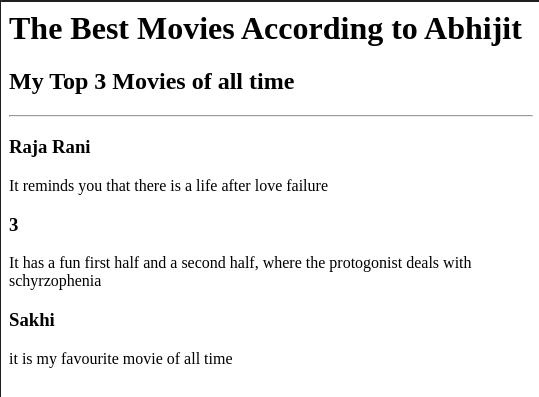 The Best Movies According to Abhijit
My Top 3 Movies of all time
Raja Rani
It reminds you that there is a life after love failure
3
It has a fun first half and a second half, where the protogonist deals with
schyrzophenia
Sakhi
it is my favourite movie of all time